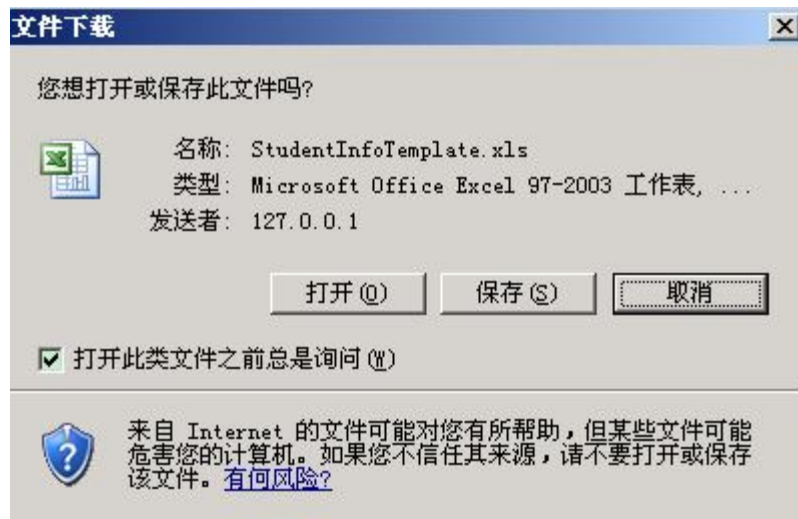 文件下载
您想打开或保存此文件吗?
名称: StudentInfoTemplate.xls
类型: Microsoft Office Excel 97-2003 工作表, ...
发送者: 127.0.0.1
打开(O) 保存(S) 取消
打开此类文件之前总是询问(W)
来自 Internet 的文件可能对您有所帮助,但某些文件可能
危害您的计算机。如果您不信任其来源,请不要打开或保存
该文件。有何风险?